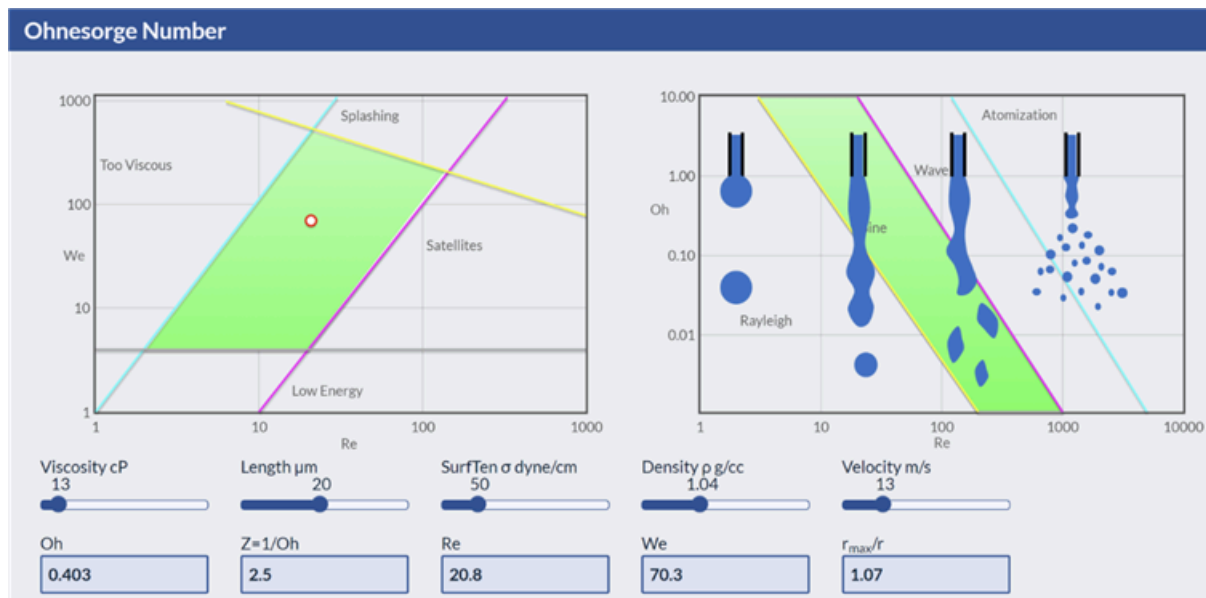 Ohnesorge Number
1000
100
We
10
1
1
10
100
1000
Re
Splashing
Too Viscous
Satellites
Low Energy
10.00
1.00
Oh
0.10
0.01
1
10
100
1000
10000
Re
Atomization
Wave
ine
Rayleigh
Viscosity cP
13
Length μm
20
SurfTen σ dyne/cm
50
Density ρ g/cc
1.04
Velocity m/s
13
Oh
0.403
Z=1/Oh
2.5
Re
20.8
We
70.3
rmax/r
1.07